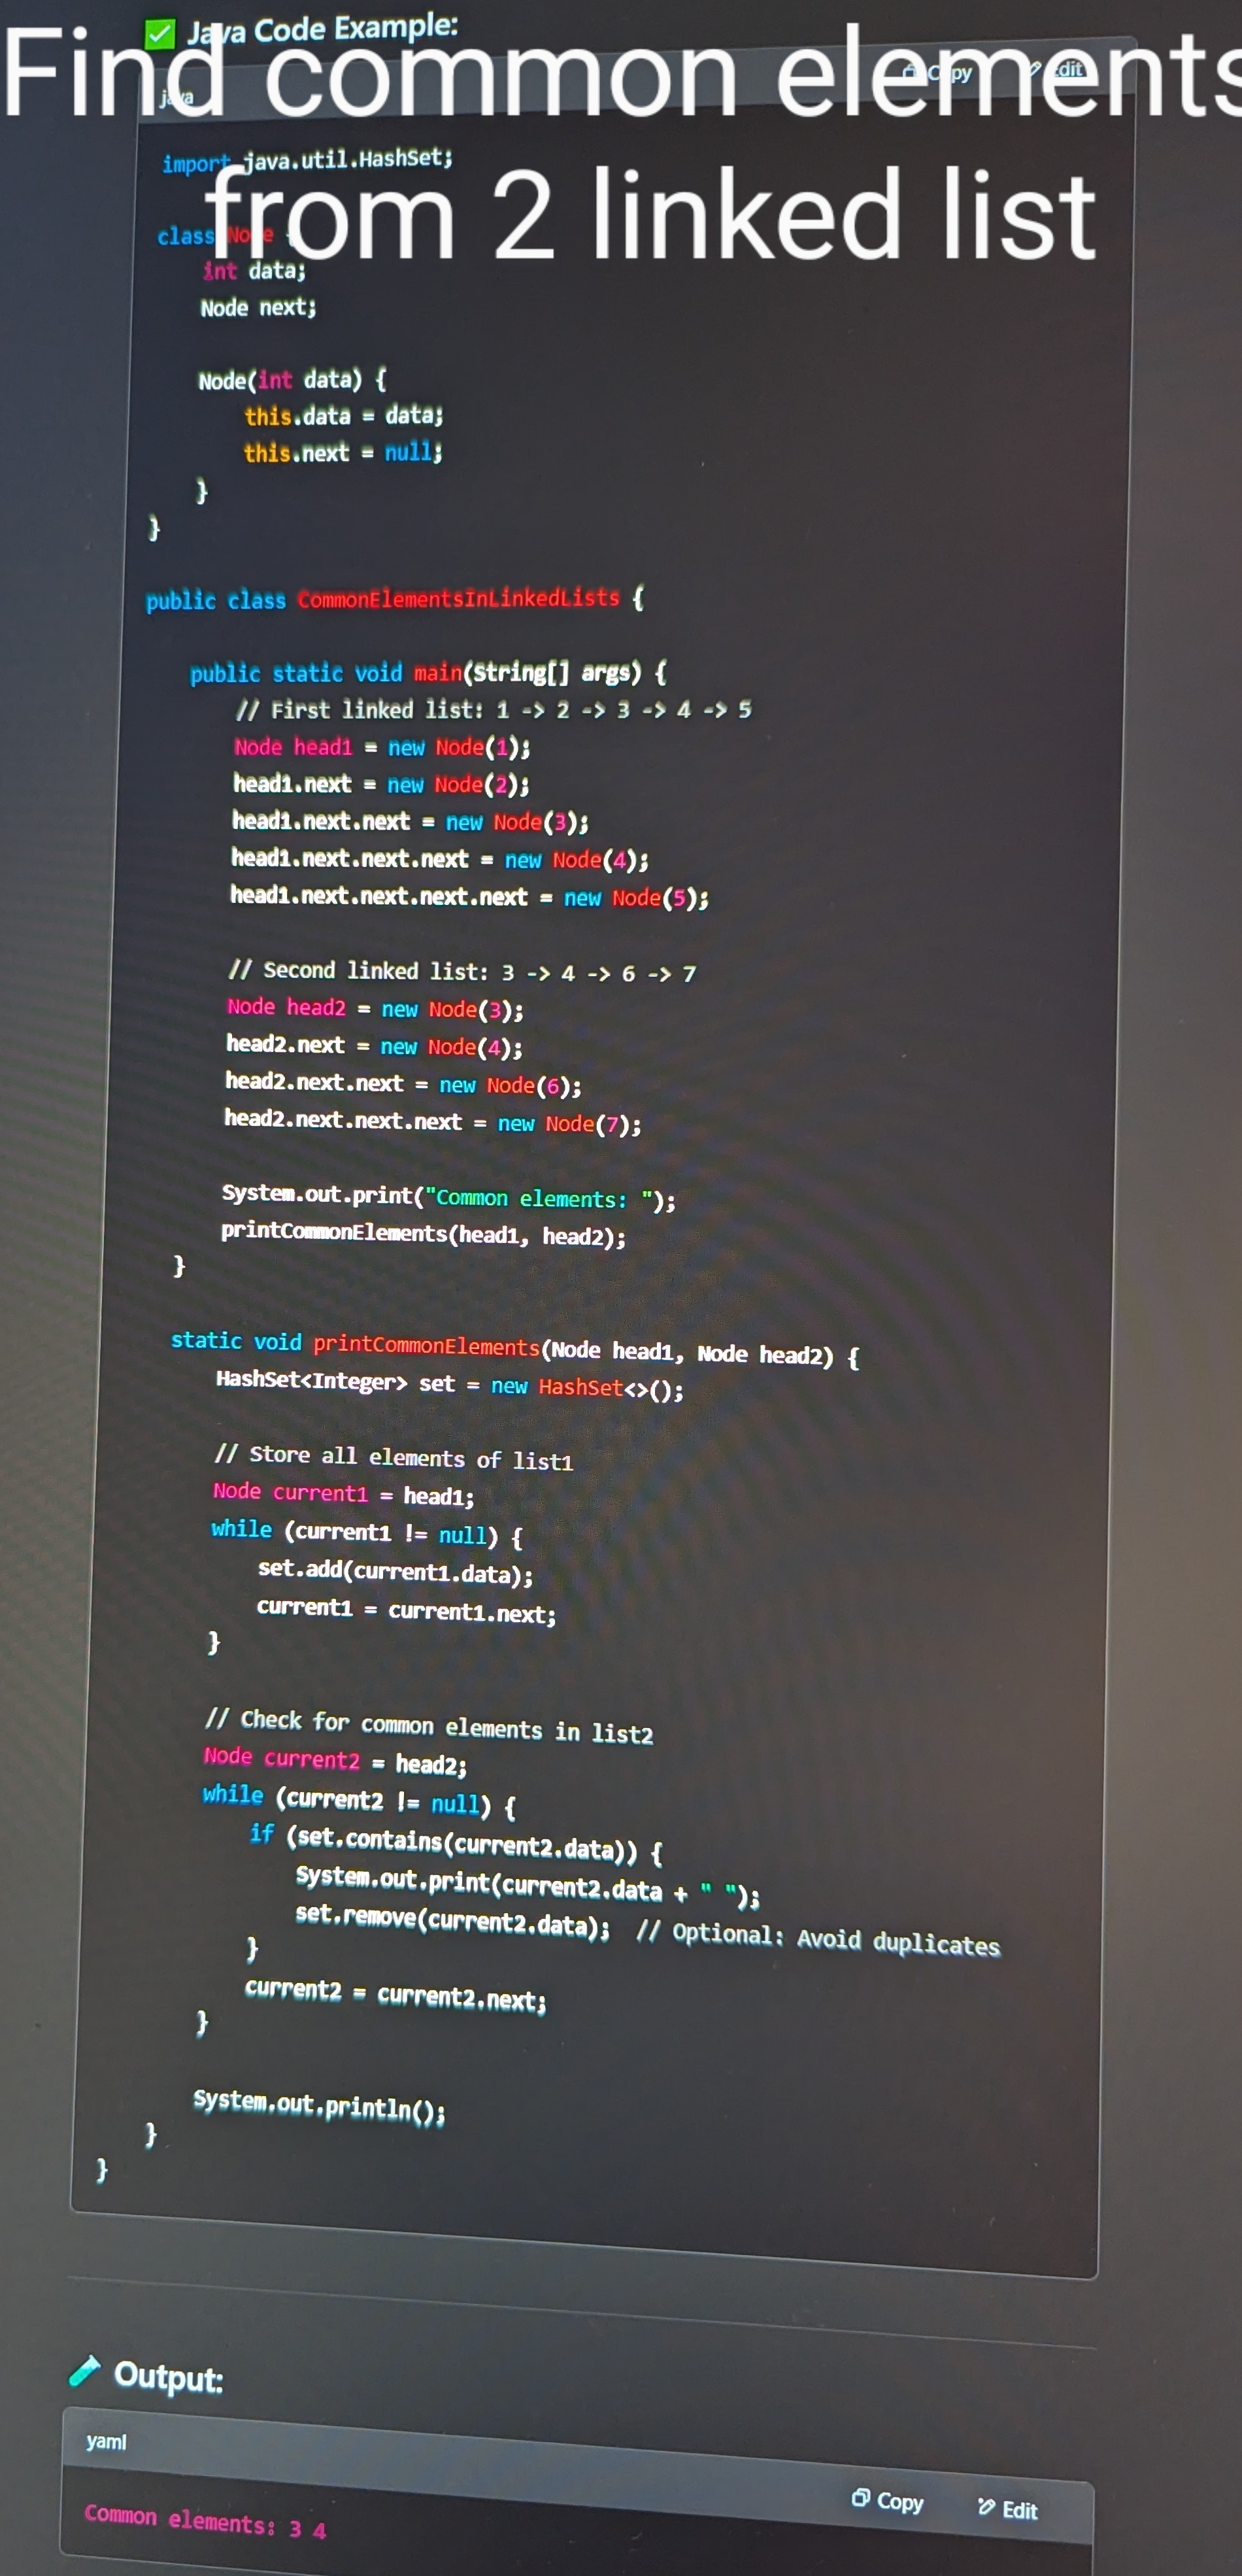 Find common elements
from 2 linked list
✅ Java Code Example:
java
Copy Edit
import java.util.HashSet;
class Node {
int data;
Node next;
Node(int data) {
this.data = data;
this.next = null;
}
}
public class CommonElementsInLinkedLists {
public static void main(String[] args) {
// First linked list: 1 -> 2 -> 3 -> 4 -> 5
Node head1 = new Node(1);
head1.next = new Node(2);
head1.next.next = new Node(3);
head1.next.next.next = new Node(4);
head1.next.next.next.next = new Node(5);
// Second linked list: 3 -> 4 -> 6 -> 7
Node head2 = new Node(3);
head2.next = new Node(4);
head2.next.next = new Node(6);
head2.next.next.next = new Node(7);
System.out.print("Common elements: ");
printCommonElements(head1, head2);
}
static void printCommonElements(Node head1, Node head2) {
HashSet<Integer> set = new HashSet<>();
// Store all elements of list1
Node current1 = head1;
while (current1 != null) {
set.add(current1.data);
current1 = current1.next;
}
// Check for common elements in list2
Node current2 = head2;
while (current2 != null) {
if (set.contains(current2.data)) {
System.out.print(current2.data + " ");
set.remove(current2.data); // Optional: Avoid duplicates
}
current2 = current2.next;
}
System.out.println();
}
}
🧪 Output:
yaml
Copy Edit
Common elements: 3 4